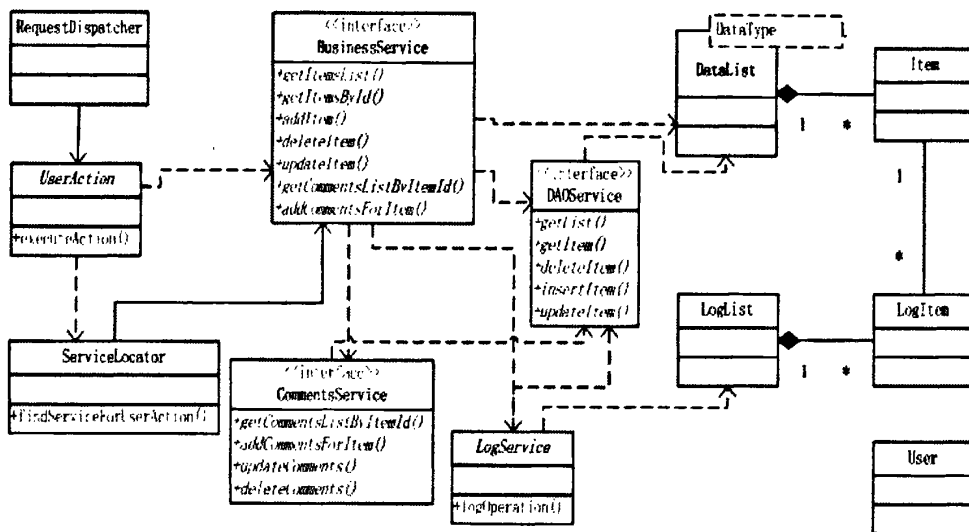 RequestDispatcher
UserAction
+executeAction()
ServiceLocator
+findServiceForUserAction()
<<interface>>
BusinessService
+getItemsList()
+getItemsById()
+addItem()
+deleteItem()
+updateItem()
+getCommentsListByItemId()
+addCommentsForItem()
<<interface>>
CommentsService
+getCommentsListByItemId()
+addCommentsForItem()
+updateComments()
+deleteComments()
<<interface>>
DAOService
+getList()
+getItem()
+deleteItem()
+insertItem()
+updateItem()
LogService
+logOperation()
DataType
DataList
1 *
Item
1
*
LogList
1 *
LogItem
User